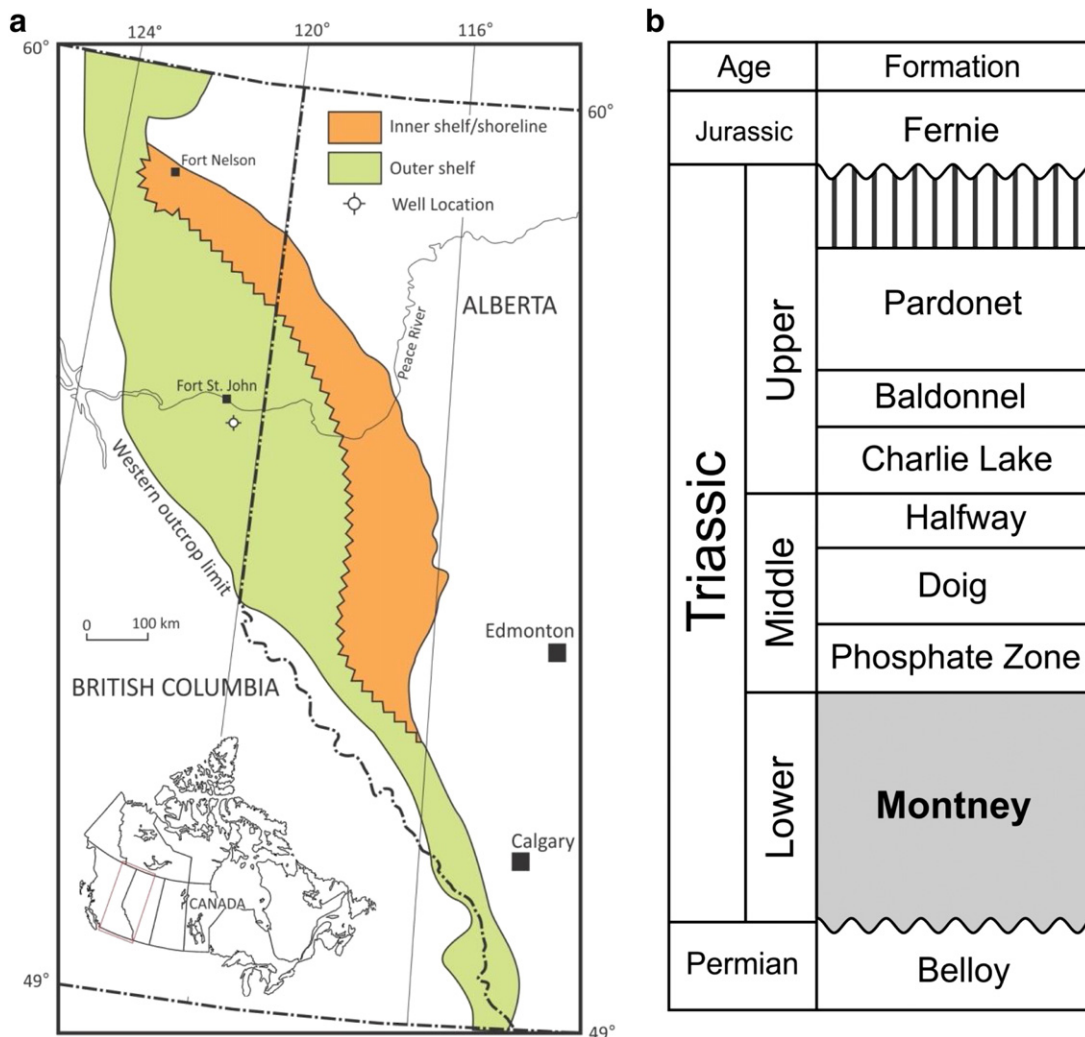 a
124°
120°
116°
60°
60°
Inner shelf/shoreline
Outer shelf
Well Location
Fort Nelson
ALBERTA
Peace River
Fort St. John
Western outcrop limit
0 100 km
Edmonton
BRITISH COLUMBIA
Calgary
CANADA
49°
49°
b
Age Formation
Jurassic Fernie
Triassic
Upper
Pardonet
Baldonnel
Charlie Lake
Middle
Halfway
Doig
Phosphate Zone
Lower
Montney
Permian Belloy